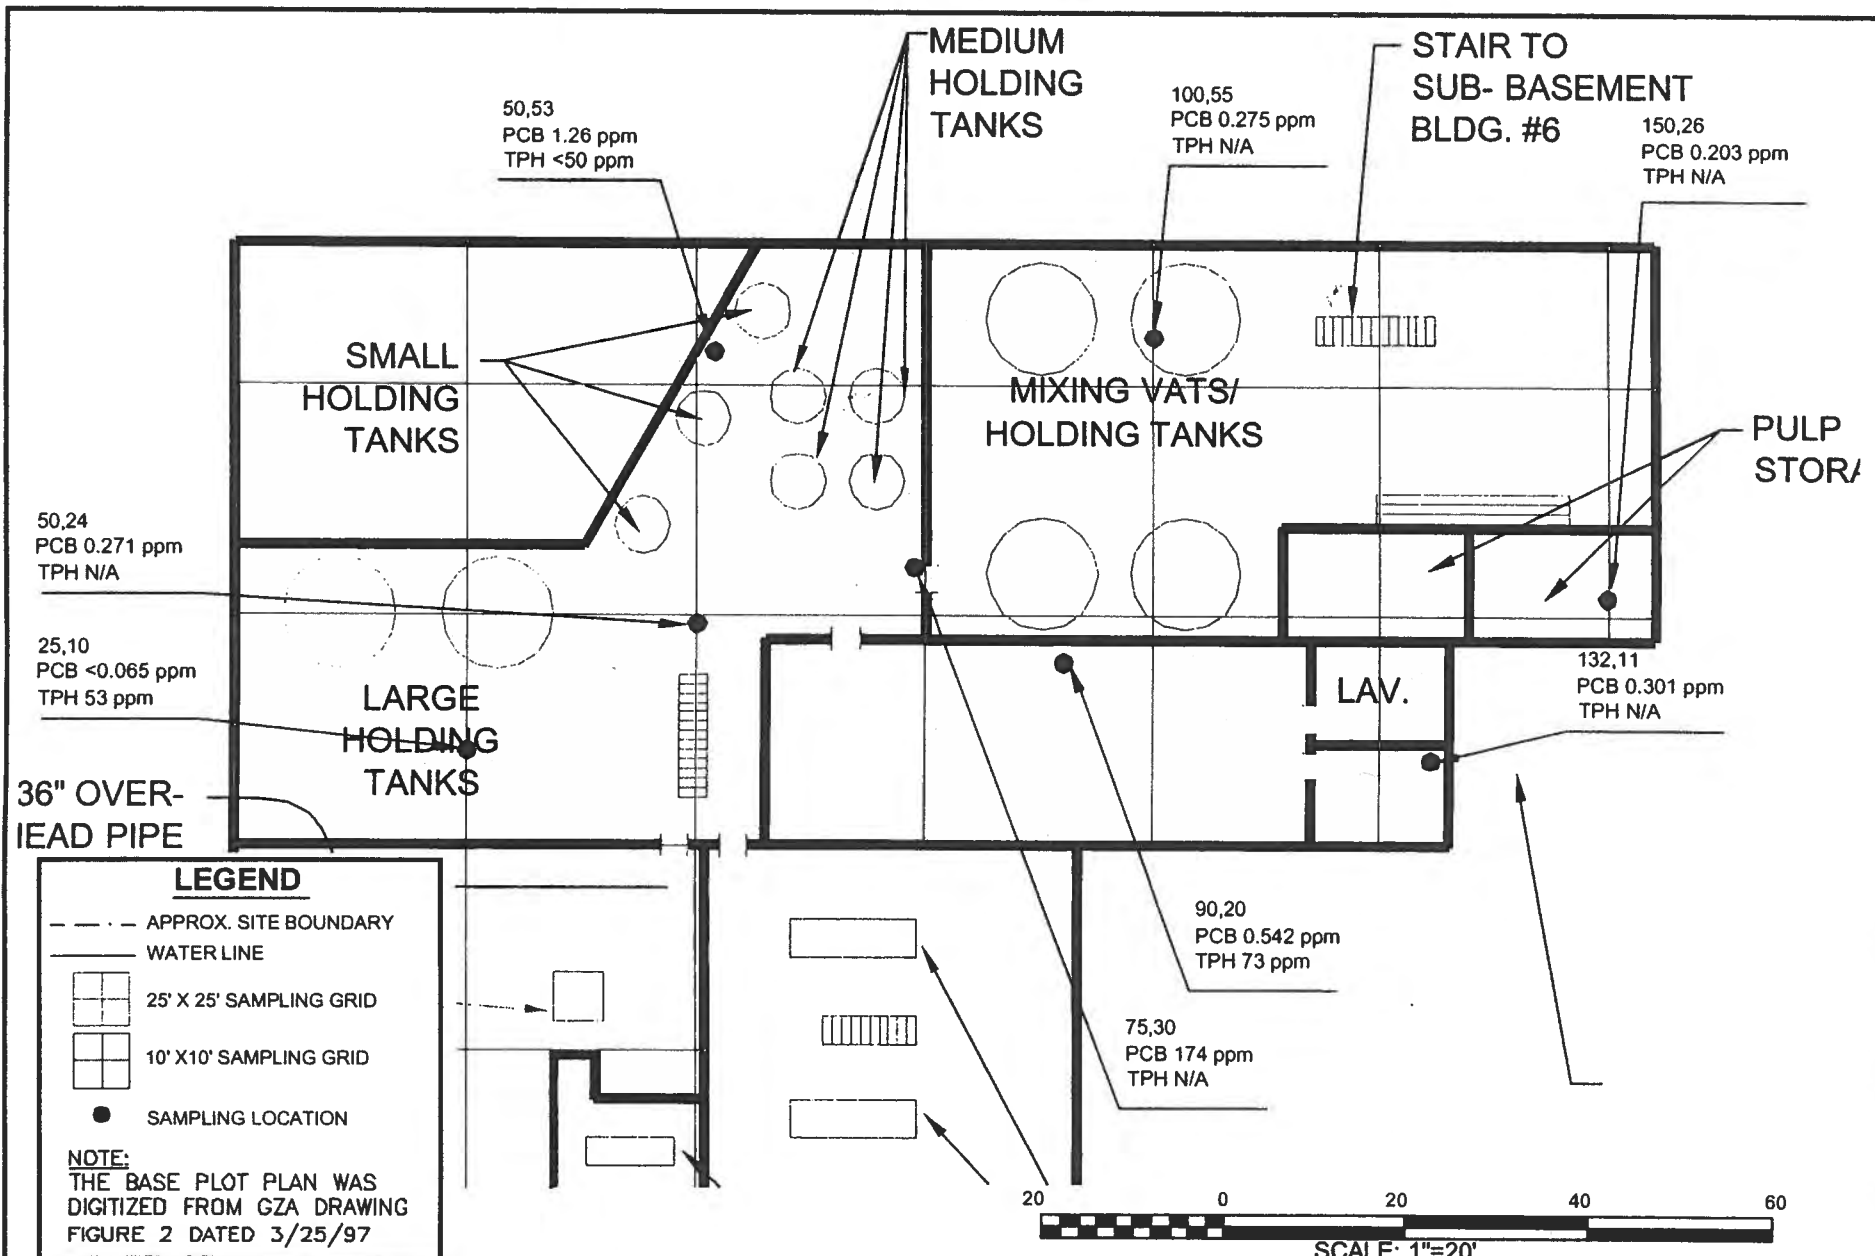 MEDIUM
HOLDING
TANKS
STAIR TO
SUB- BASEMENT
BLDG. #6
50,53
PCB 1.26 ppm
TPH <50 ppm
100,55
PCB 0.275 ppm
TPH N/A
150,26
PCB 0.203 ppm
TPH N/A
SMALL
HOLDING
TANKS
MIXING VATS/
HOLDING TANKS
PULP
50,24
PCB 0.271 ppm
TPH N/A
25,10
PCB <0.065 ppm
TPH 53 ppm
LARGE
HOLDING
TANKS
LAV.
132,11
PCB 0.301 ppm
TPH N/A
36" OVER-
PIPE
90,20
PCB 0.542 ppm
TPH 73 ppm
75,30
PCB 174 ppm
TPH N/A
LEGEND
APPROX. SITE BOUNDARY
WATER LINE
25' X 25' SAMPLING GRID
10' X10' SAMPLING GRID
SAMPLING LOCATION
NOTE:
THE BASE PLOT PLAN WAS
DIGITIZED FROM GZA DRAWING
FIGURE 2 DATED 3/25/97
20 0 20 40 60
SCALE: 1"=20'